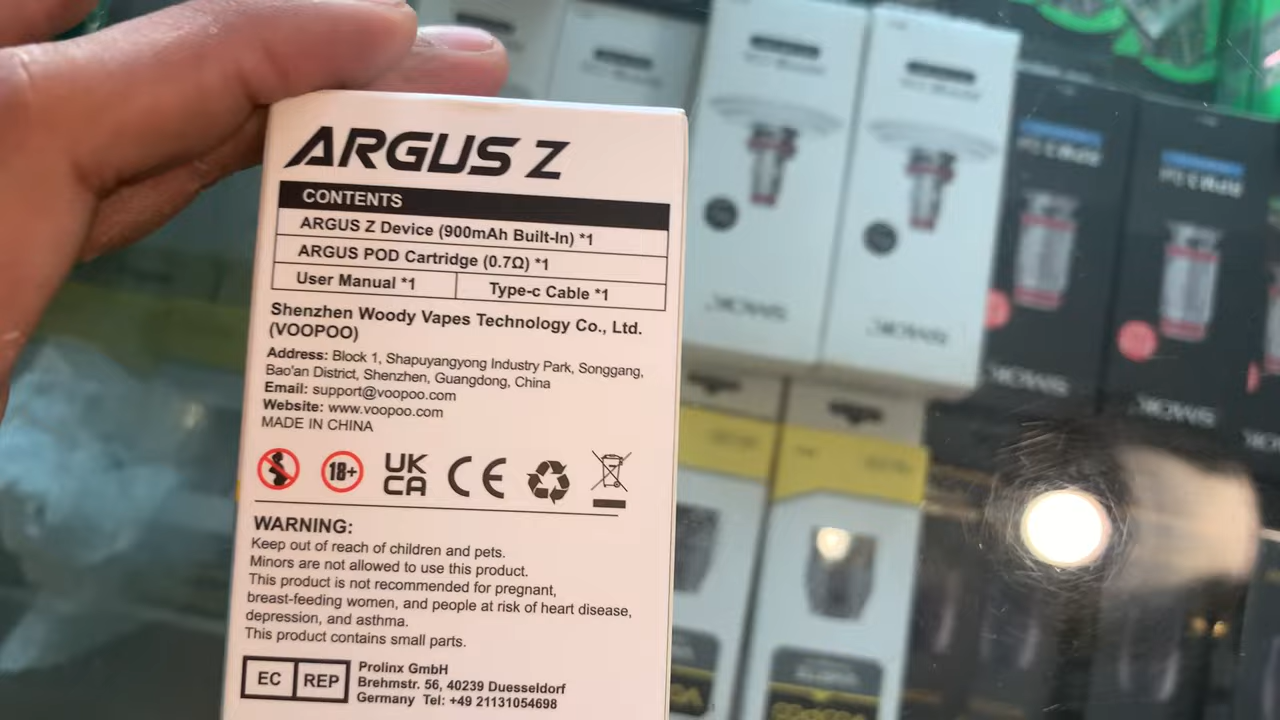 ARGUS Z
CONTENTS
ARGUS Z Device (900mAh Built-In) *1
ARGUS POD Cartridge (0.7Ω) *1
User Manual *1
Type-c Cable *1
Shenzhen Woody Vapes Technology Co., Ltd.
(VOOPOO)
Address: Block 1, Shapuyangyong Industry Park, Songgang,
Bao'an District, Shenzhen, Guangdong, China
Email: support@voopoo.com
Website: www.voopoo.com
MADE IN CHINA
18+
UK
CA
CE
WARNING:
Keep out of reach of children and pets.
Minors are not allowed to use this product.
This product is not recommended for pregnant,
breast-feeding women, and people at risk of heart disease,
depression, and asthma.
This product contains small parts.
EC REP
Prolinx GmbH
Brehmstr. 56, 40239 Duesseldorf
Germany Tel: +49 21131054698
SMOK
SMOK
SMOK
SMOK